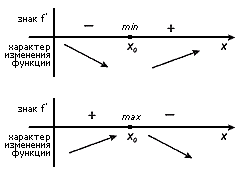 знак f'
− min +
x₀ x
характер
изменения
функции
знак f'
+ max −
x₀ x
характер
изменения
функции